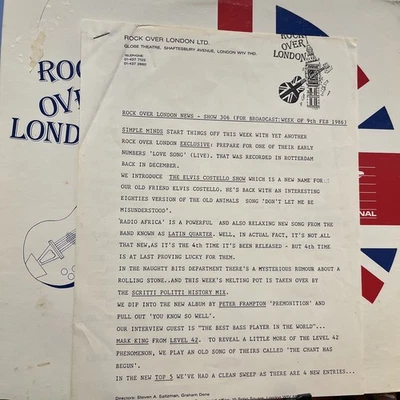 ROCK OVER LONDON LTD.
GLOBE THEATRE, SHAFTESBURY AVENUE, LONDON W1V 7HD.
TELEPHONE
ROCK
OVER
LONDON
ROCK
OVER
LONDON
ROCK OVER LONDON NEWS - SHOW 306 (FOR BROADCAST:WEEK OF 9th FEB 1986)
SIMPLE MINDS START THINGS OFF THIS WEEK WITH YET ANOTHER
ROCK OVER LONDON EXCLUSIVE: PREPARE FOR ONE OF THEIR EARLY
NUMBERS 'LOVE SONG' (LIVE). THAT WAS RECORDED IN ROTTERDAM
BACK IN DECEMBER.
WE INTRODUCE THE ELVIS COSTELLO SHOW WHICH IS A NEW NAME FOR
OUR OLD FRIEND ELVIS COSTELLO. HE'S BACK WITH AN INTERESTING
EIGHTIES VERSION OF THE OLD ANIMALS SONG 'DON'T LET ME BE
MISUNDERSTOOD'.
'RADIO AFRICA' IS A POWERFUL AND ALSO RELAXING NEW SONG FROM THE
BAND KNOWN AS LATIN QUARTER. WELL, IN ACTUAL FACT, IT'S NOT ALL
THAT NEW,AS IT'S THE 4th TIME IT'S BEEN RELEASED - BUT 4th TIME
IS AT LAST PROVING LUCKY FOR THEM.
IN THE NAUGHTY BITS DEPARTMENT THERE'S A MYSTERIOUS RUMOUR ABOUT A
ROLLING STONE..AND THIS WEEK'S MELTING POT IS TAKEN OVER BY
THE SCRITTI POLITTI HISTORY MIX.
WE DIP INTO THE NEW ALBUM BY PETER FRAMPTON 'PREMONITION' AND
PULL OUT 'YOU KNOW SO WELL'.
OUR INTERVIEW GUEST IS "THE BEST BASS PLAYER IN THE WORLD"...
MARK KING FROM LEVEL 42. TO REVEAL A LITTLE MORE OF THE LEVEL 42
PHENOMENON, WE PLAY AN OLD SONG OF THEIRS CALLED 'THE CHANT HAS
BEGUN'.
IN THE NEW TOP 5 WE'VE HAD A CLEAN SWEEP AS THERE ARE 4 NEW ENTRIES...
Directors: Steven A. Saltzman, Graham Dene